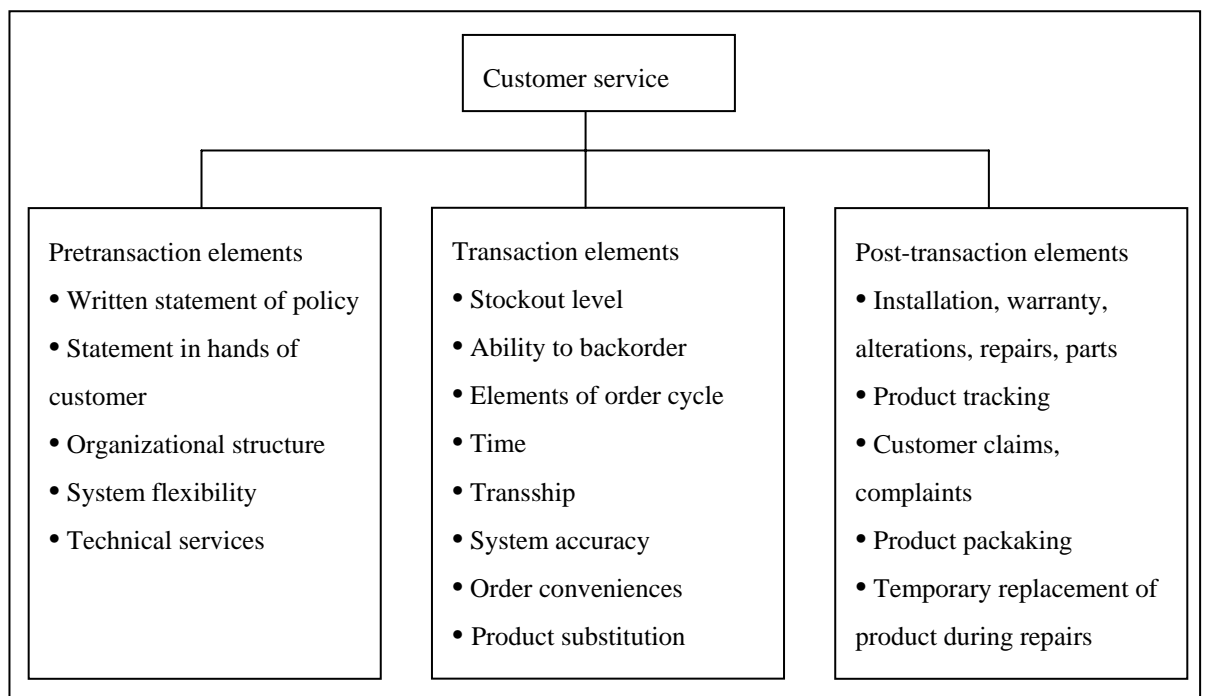 Customer service
Pretransaction elements
• Written statement of policy
• Statement in hands of
customer
• Organizational structure
• System flexibility
• Technical services
Transaction elements
• Stockout level
• Ability to backorder
• Elements of order cycle
• Time
• Transship
• System accuracy
• Order conveniences
• Product substitution
Post-transaction elements
• Installation, warranty,
alterations, repairs, parts
• Product tracking
• Customer claims,
complaints
• Product packaking
• Temporary replacement of
product during repairs